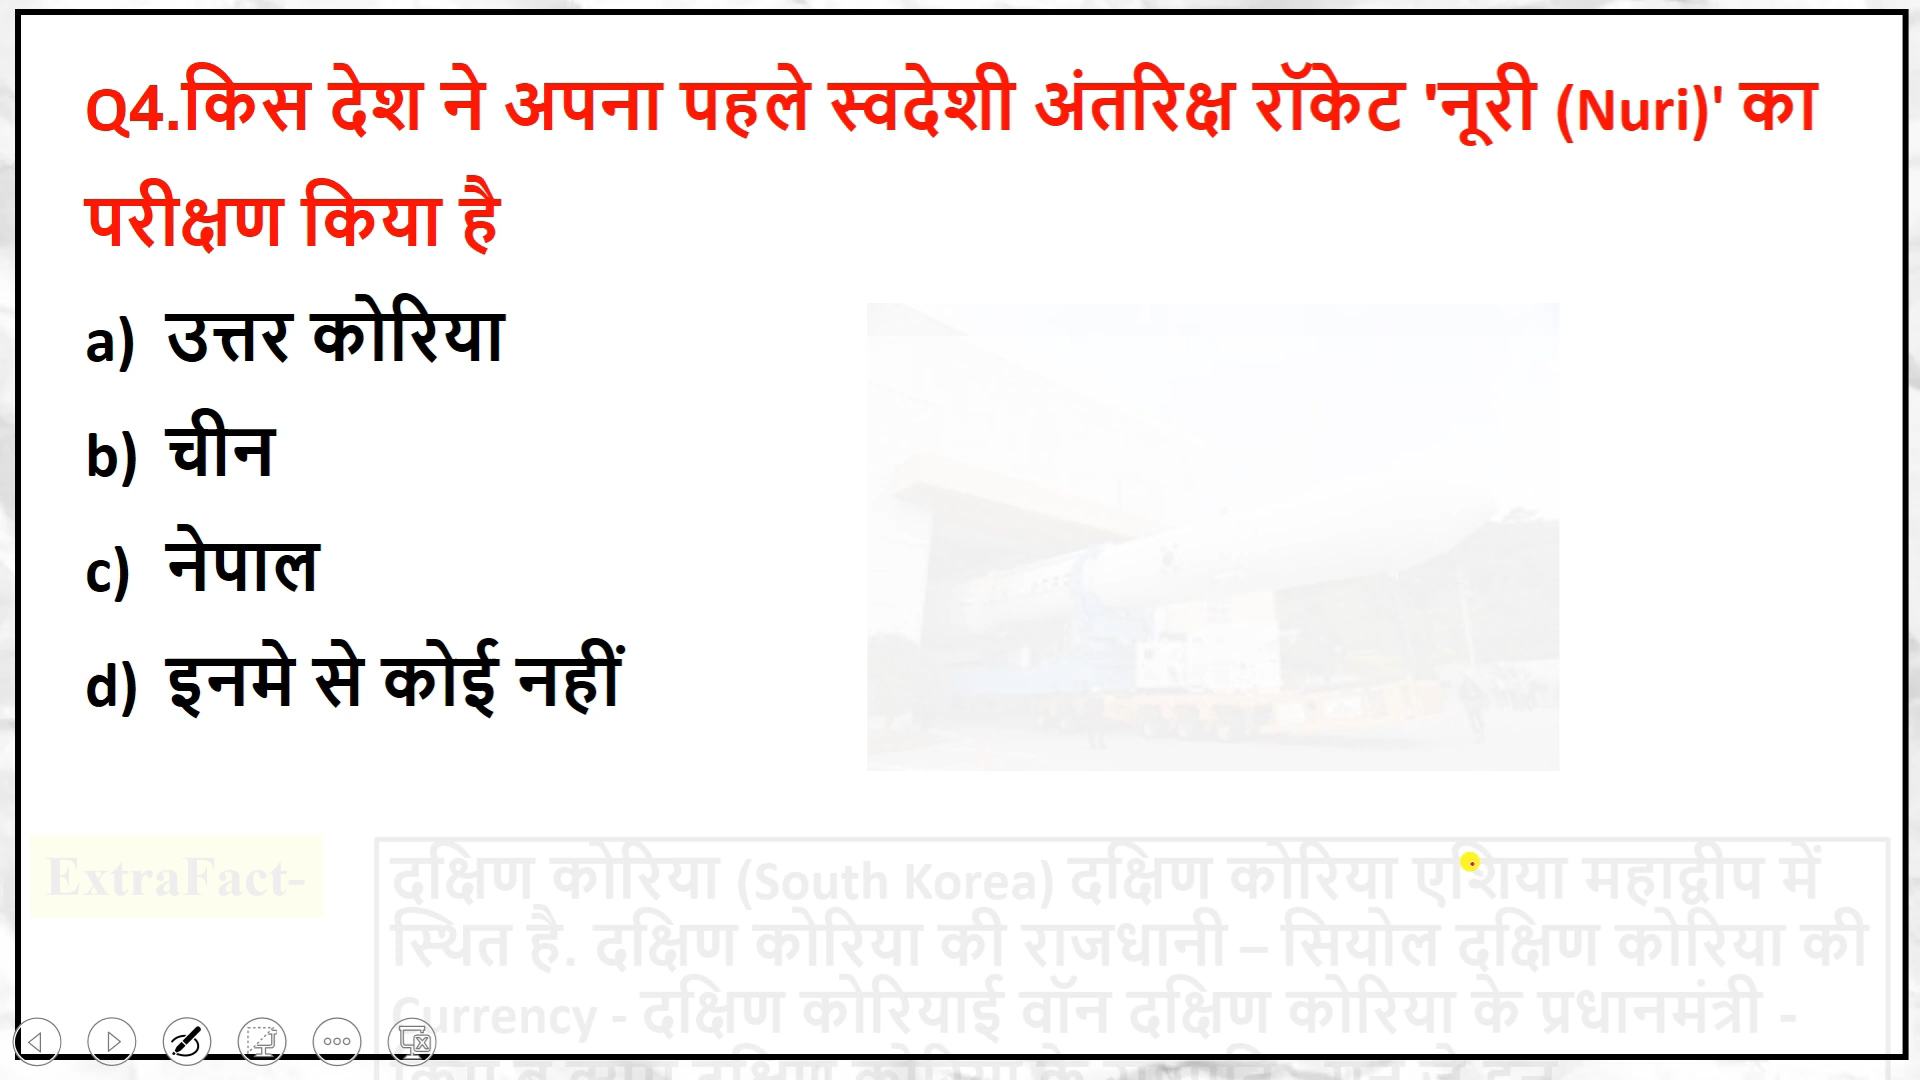 Q4.किस देश ने अपना पहले स्वदेशी अंतरिक्ष रॉकेट 'नूरी (Nuri)' का
परीक्षण किया है
a) उत्तर कोरिया
b) चीन
c) नेपाल
d) इनमे से कोई नहीं
ExtraFact-
दक्षिण कोरिया (South Korea) दक्षिण कोरिया एशिया महाद्वीप में
स्थित है. दक्षिण कोरिया की राजधानी – सियोल दक्षिण कोरिया की
Currency - दक्षिण कोरियाई वॉन दक्षिण कोरिया के प्रधानमंत्री -